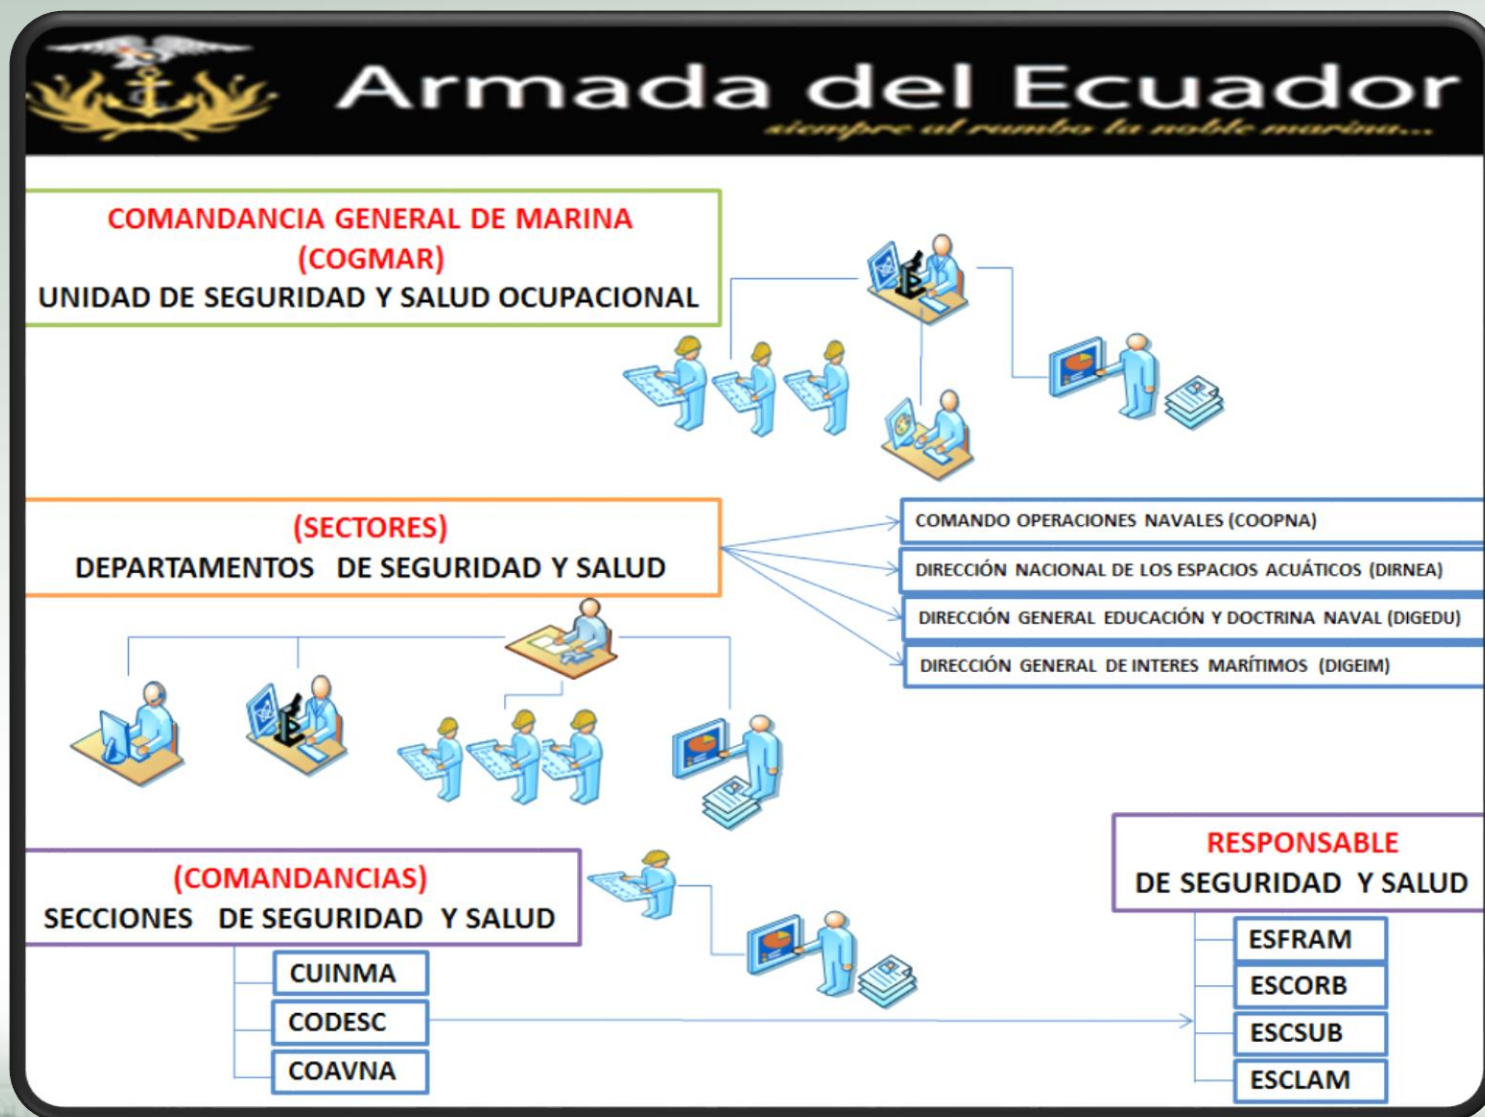 Armada del Ecuador
siempre al rumbo la noble marina...
COMANDANCIA GENERAL DE MARINA
(COGMAR)
UNIDAD DE SEGURIDAD Y SALUD OCUPACIONAL
(SECTORES)
DEPARTAMENTOS DE SEGURIDAD Y SALUD
COMANDO OPERACIONES NAVALES (COOPNA)
DIRECCIÓN NACIONAL DE LOS ESPACIOS ACUÁTICOS (DIRNEA)
DIRECCIÓN GENERAL EDUCACIÓN Y DOCTRINA NAVAL (DIGEDU)
DIRECCIÓN GENERAL DE INTERES MARÍTIMOS (DIGEIM)
(COMANDANCIAS)
SECCIONES DE SEGURIDAD Y SALUD
CUINMA
CODESC
COAVNA
RESPONSABLE
DE SEGURIDAD Y SALUD
ESFRAM
ESCORB
ESCSUB
ESCLAM